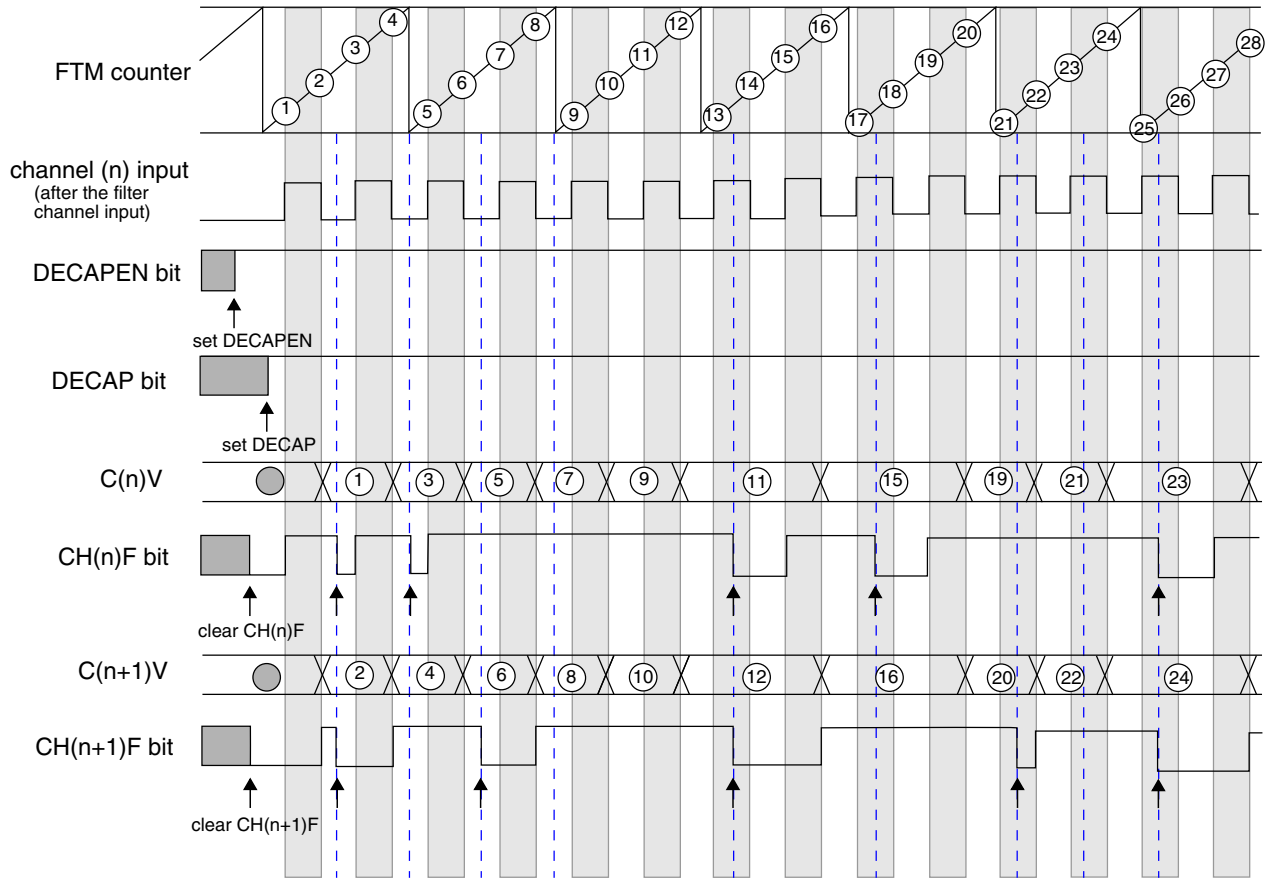 FTM counter
1 2 3 4 5 6 7 8 9 10 11 12 13 14 15 16 17 18 19 20 21 22 23 24 25 26 27 28
channel (n) input
(after the filter
channel input)
DECAPEN bit
set DECAPEN
DECAP bit
set DECAP
C(n)V
1 3 5 7 9 11 15 19 21 23
CH(n)F bit
clear CH(n)F
C(n+1)V
2 4 6 8 10 12 16 20 22 24
CH(n+1)F bit
clear CH(n+1)F